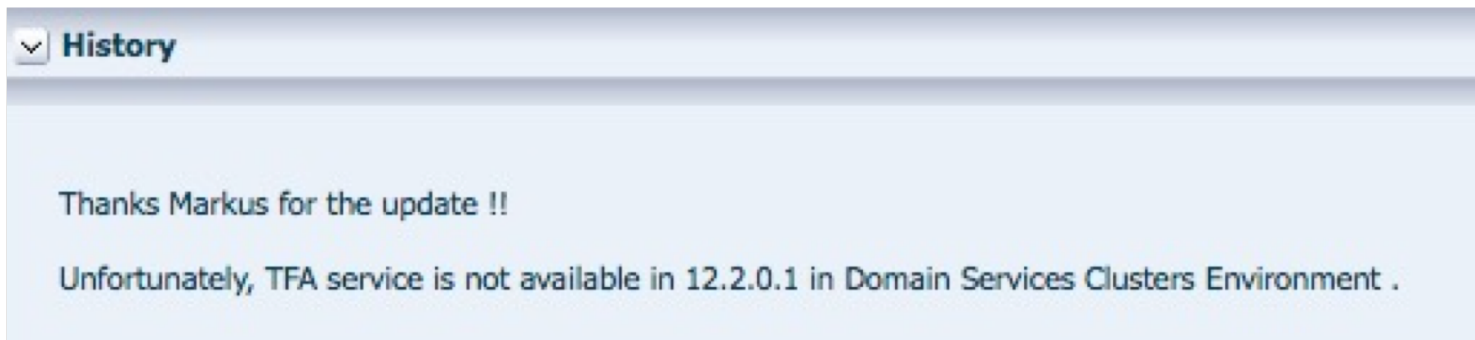 History
Thanks Markus for the update !!
Unfortunately, TFA service is not available in 12.2.0.1 in Domain Services Clusters Environment .